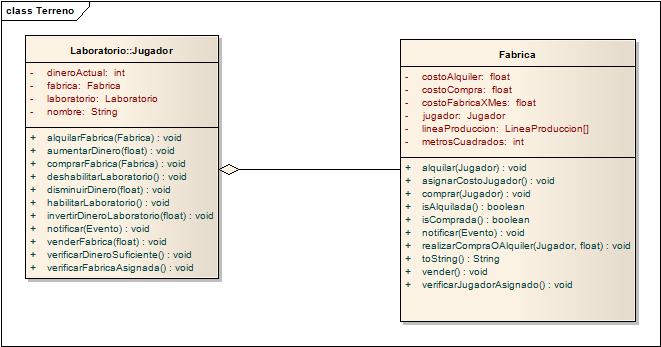 class Terreno
Laboratorio::Jugador
- dineroActual: int
- fabrica: Fabrica
- laboratorio: Laboratorio
- nombre: String
+ alquilarFabrica(Fabrica) : void
+ aumentarDinero(float) : void
+ comprarFabrica(Fabrica) : void
+ deshabilitarLaboratorio() : void
+ disminuirDinero(float) : void
+ habilitarLaboratorio() : void
+ invertirDineroLaboratorio(float) : void
+ notificar(Evento) : void
+ venderFabrica(float) : void
+ verificarDineroSuficiente() : void
+ verificarFabricaAsignada() : void
Fabrica
- costoAlquiler: float
- costoCompra: float
- costoFabricaXMes: float
- jugador: Jugador
- lineaProduccion: LineaProduccion[]
- metrosCuadrados: int
+ alquilar(Jugador) : void
+ asignarCostoJugador() : void
+ comprar(Jugador) : void
+ isAlquilada() : boolean
+ isComprada() : boolean
+ notificar(Evento) : void
+ realizarCompraOAlquiler(Jugador, float) : void
+ toString() : String
+ vender() : void
+ verificarJugadorAsignado() : void